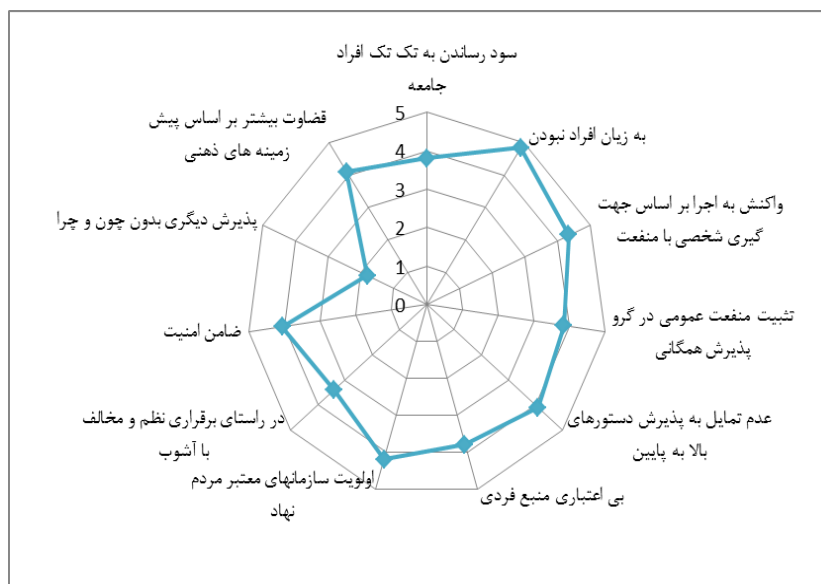 سود رساندن به تک تک افراد
جامعه
به زیان افراد نبودن
واکنش به اجرا بر اساس جهت
گیری شخصی با منفعت
تثبیت منفعت عمومی در گرو
پذیرش همگانی
عدم تمایل به پذیرش دستورهای
بالا به پایین
بی اعتباری منبع فردی
اولویت سازمانهای معتبر مردم
نهاد
در راستای برقراری نظم و مخالف
با آشوب
ضامن امنیت
پذیرش دیگری بدون چون و چرا
قضاوت بیشتر بر اساس پیش
زمینه های ذهنی
5
4
3
2
1
0